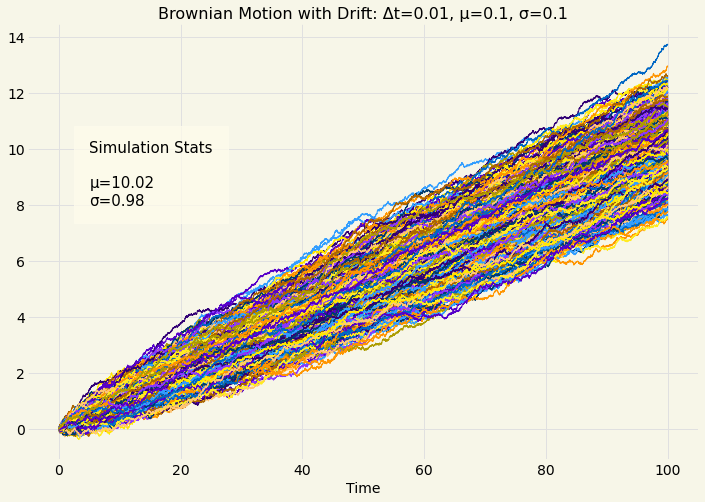 Brownian Motion with Drift: Δt=0.01, μ=0.1, σ=0.1
14
12
10
8
6
4
2
0
Simulation Stats
μ=10.02
σ=0.98
0 20 40 60 80 100
Time